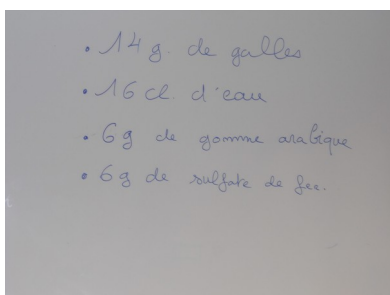 • 14 g. de galles
• 16 cl. d'eau
• 6 g de gomme arabique
• 6 g de sulfate de fer.